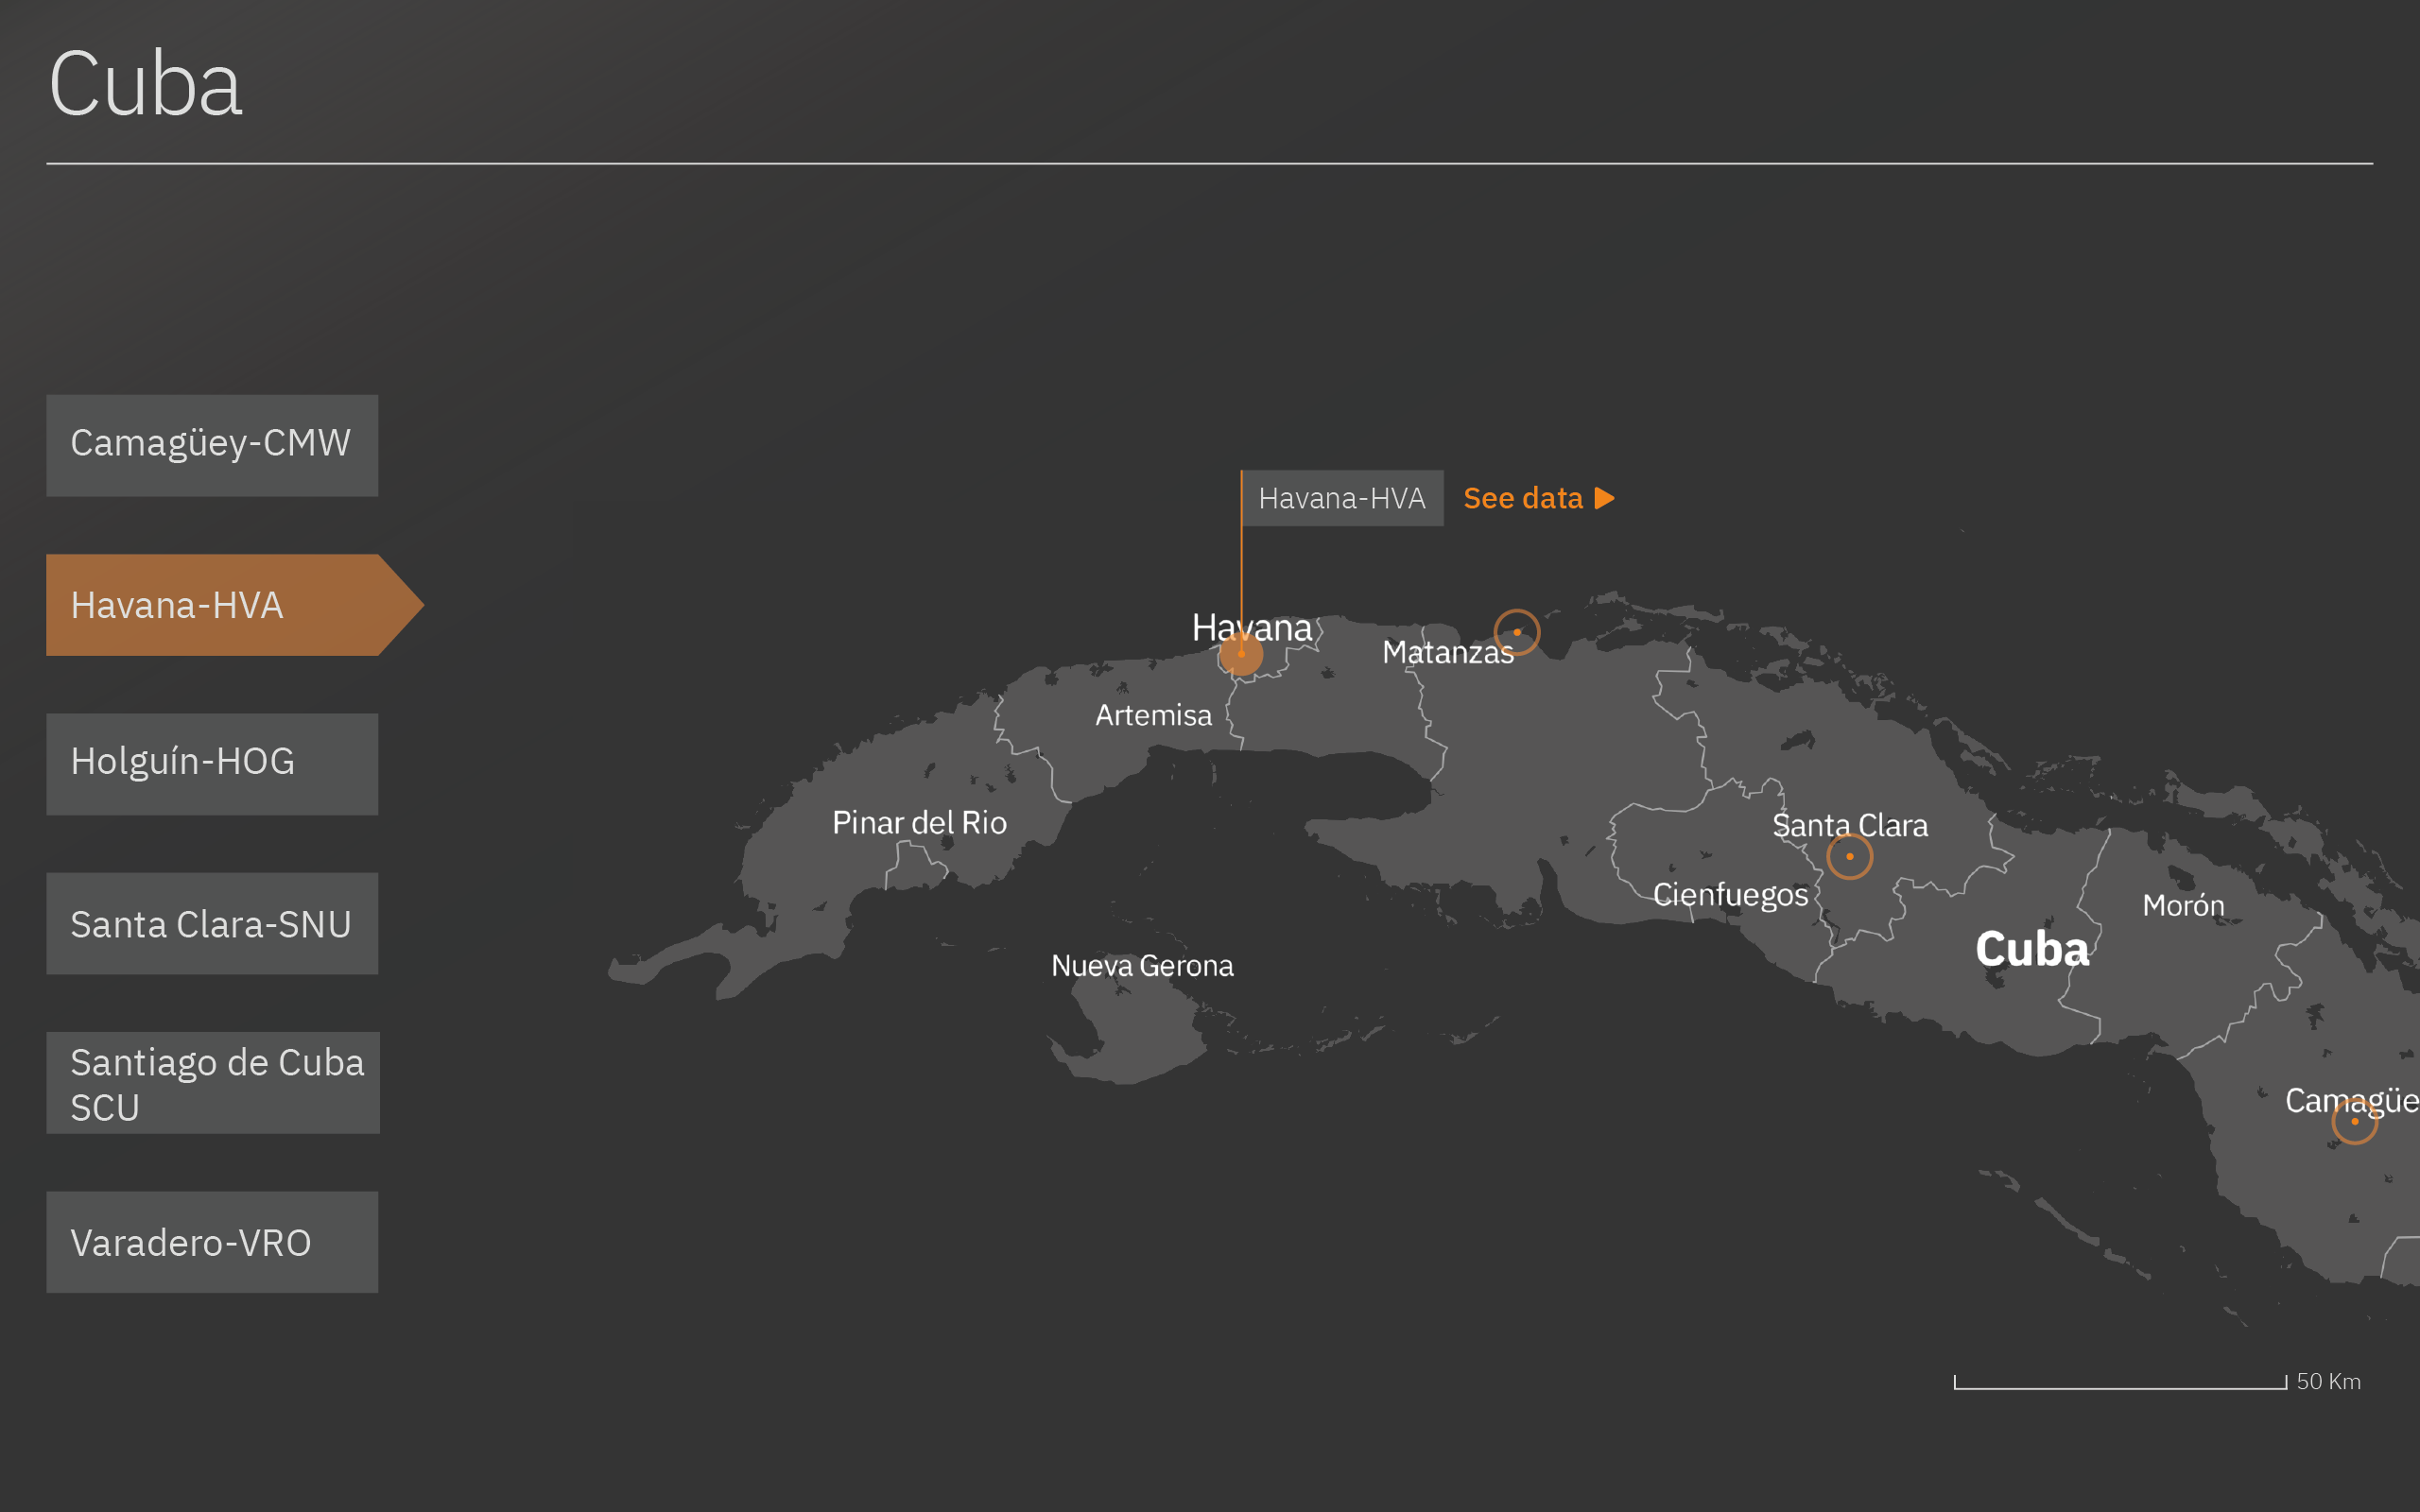 Cuba
Camagüey-CMW
Havana-HVA
Holguín-HOG
Santa Clara-SNU
Santiago de Cuba
SCU
Varadero-VRO
Havana-HVA
See data
Havana
Matanzas
Artemisa
Pinar del Rio
Santa Clara
Cienfuegos
Morón
Cuba
Nueva Gerona
Camagüe
50 Km